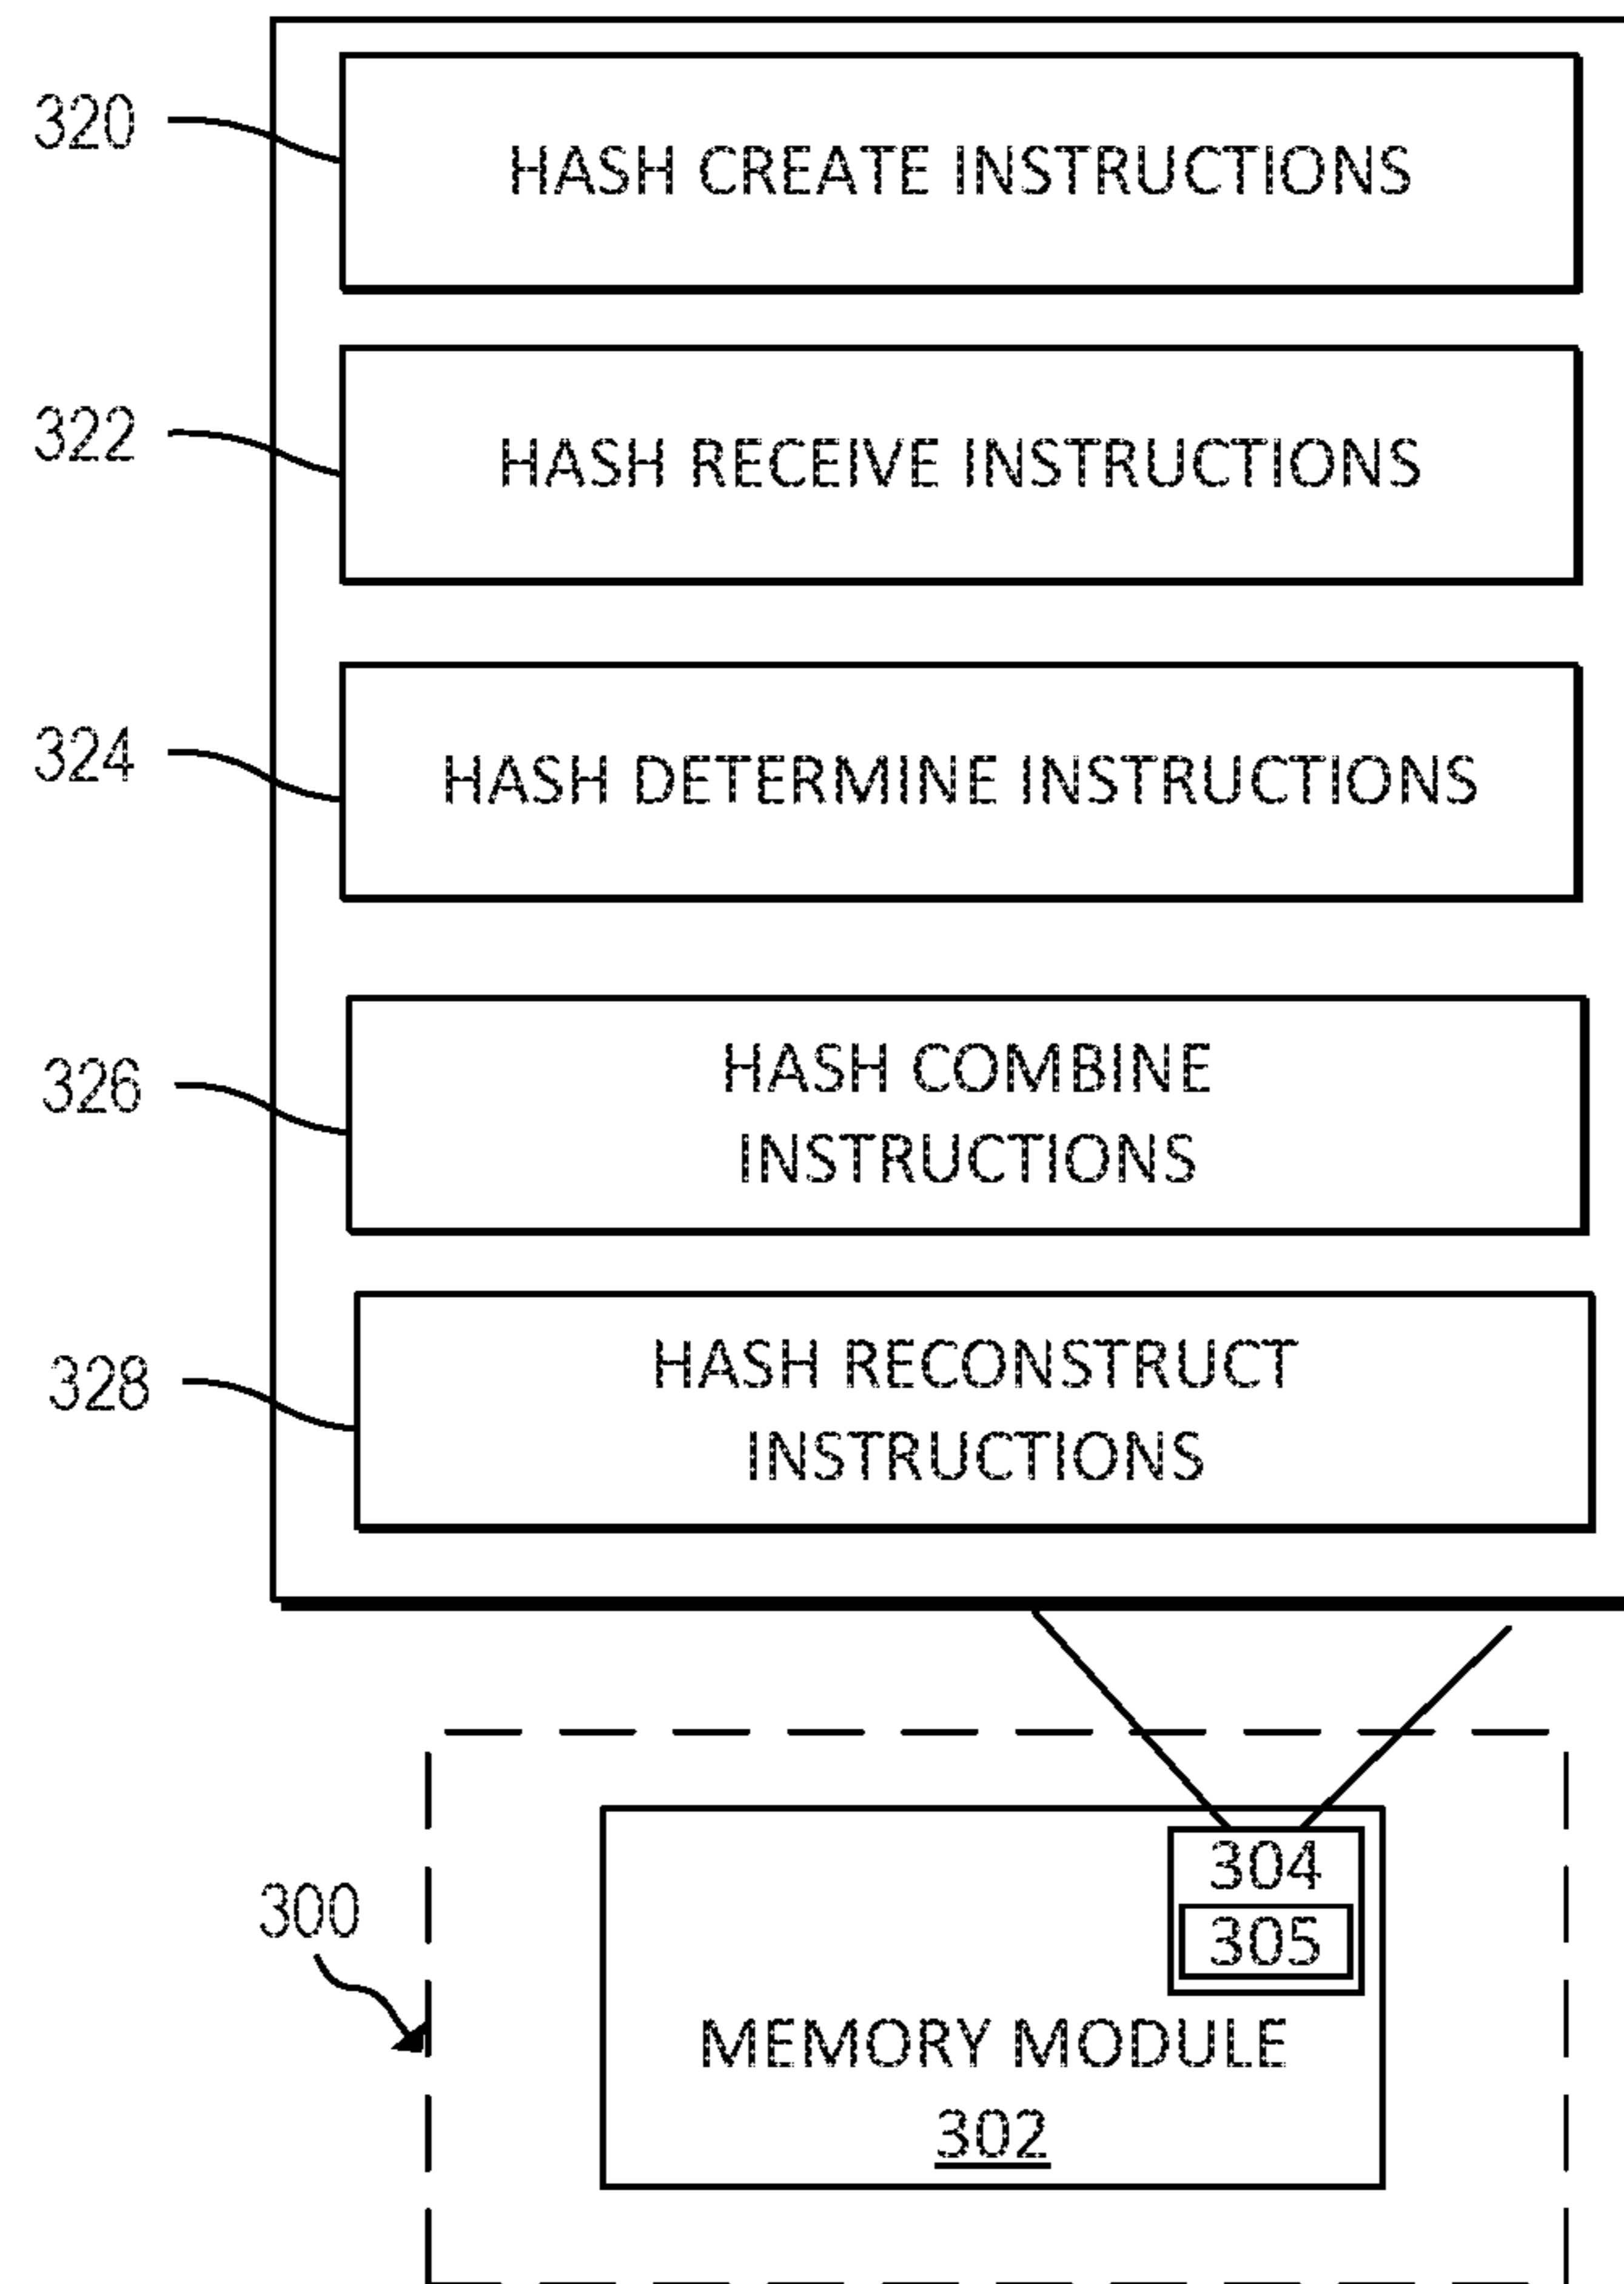 320
HASH CREATE INSTRUCTIONS
322
HASH RECEIVE INSTRUCTIONS
324
HASH DETERMINE INSTRUCTIONS
326
HASH COMBINE
INSTRUCTIONS
328
HASH RECONSTRUCT
INSTRUCTIONS
300
304
305
MEMORY MODULE
302